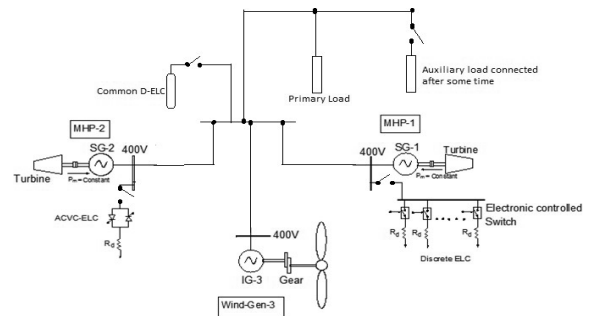 Common D-ELC
Primary Load
Auxiliary load connected
after some time
MHP-2
SG-2
400V
Turbine
Pm = Constant
ACVC-ELC
Rd
MHP-1
400V
SG-1
Turbine
Pm = Constant
Electronic controlled
Switch
Rd
Rd
Rd
Discrete ELC
400V
IG-3
Gear
Wind-Gen-3